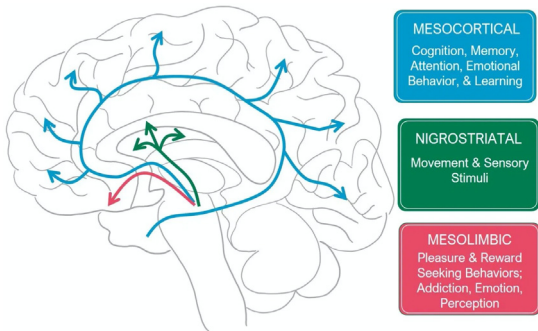 MESOCORTICAL
Cognition, Memory,
Attention, Emotional
Behavior, & Learning
NIGROSTRIATAL
Movement & Sensory
Stimuli
MESOLIMBIC
Pleasure & Reward
Seeking Behaviors;
Addiction, Emotion,
Perception